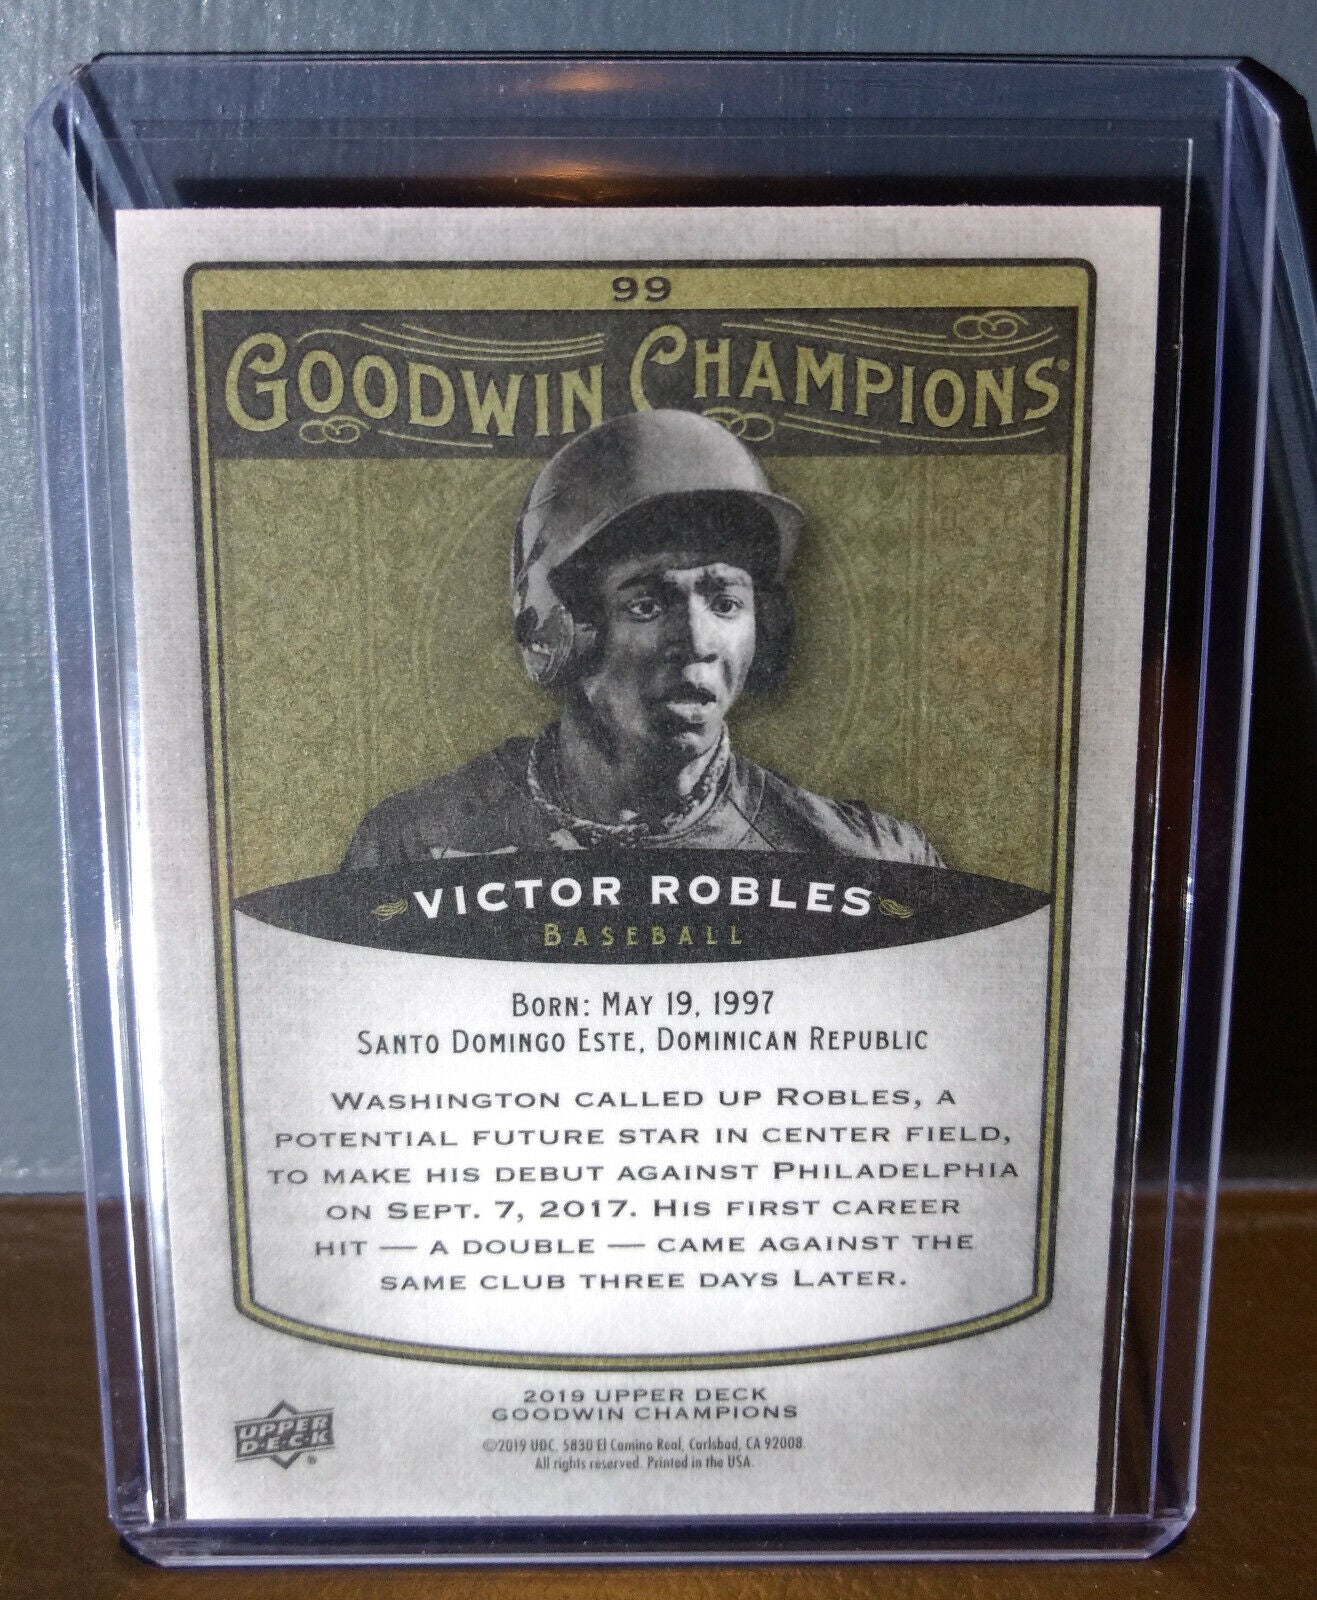 99
GOODWIN CHAMPIONS®
VICTOR ROBLES
BASEBALL
BORN: MAY 19, 1997
SANTO DOMINGO ESTE, DOMINICAN REPUBLIC
WASHINGTON CALLED UP ROBLES, A
POTENTIAL FUTURE STAR IN CENTER FIELD,
TO MAKE HIS DEBUT AGAINST PHILADELPHIA
ON SEPT. 7, 2017. HIS FIRST CAREER
HIT — A DOUBLE — CAME AGAINST THE
SAME CLUB THREE DAYS LATER.
2019 UPPER DECK
GOODWIN CHAMPIONS
UPPER
DECK®
©2019 UDC, 5830 El Camino Real, Carlsbad, CA 92008.
All rights reserved. Printed in the USA.